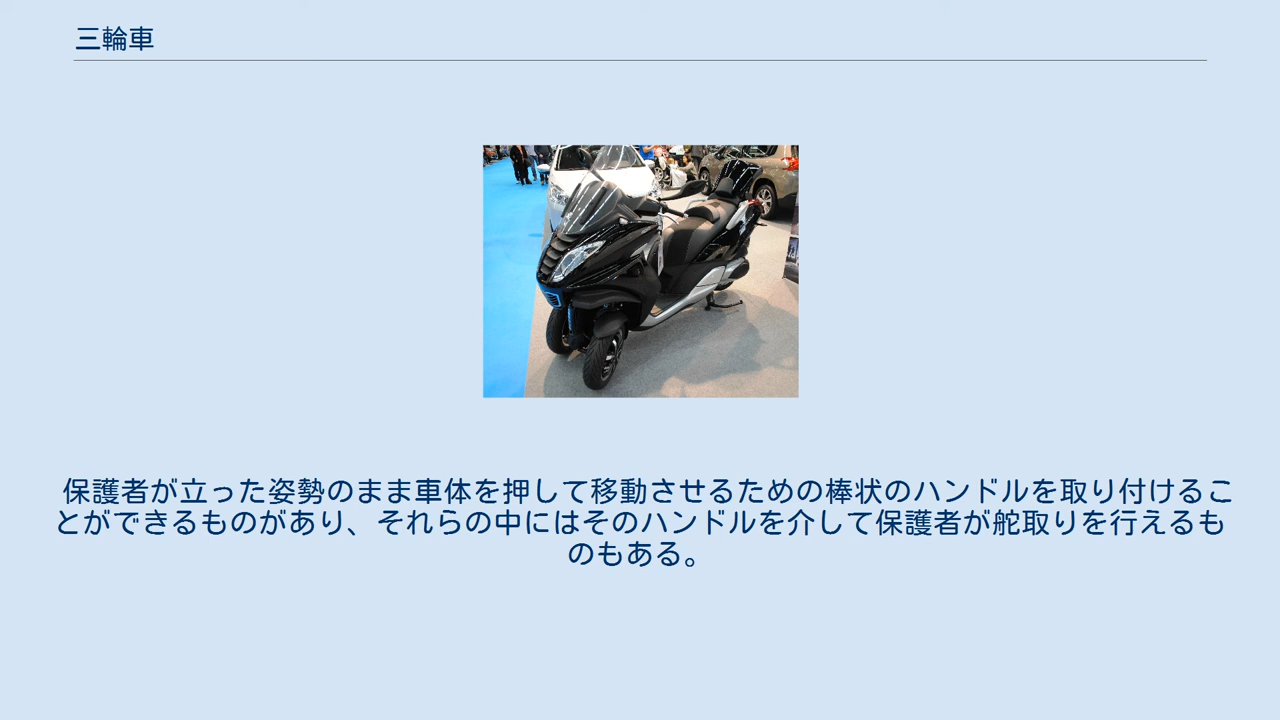 三輪車
保護者が立った姿勢のまま車体を押して移動させるための棒状のハンドルを取り付けるこ
とができるものがあり、それらの中にはそのハンドルを介して保護者が舵取りを行えるも
のもある。